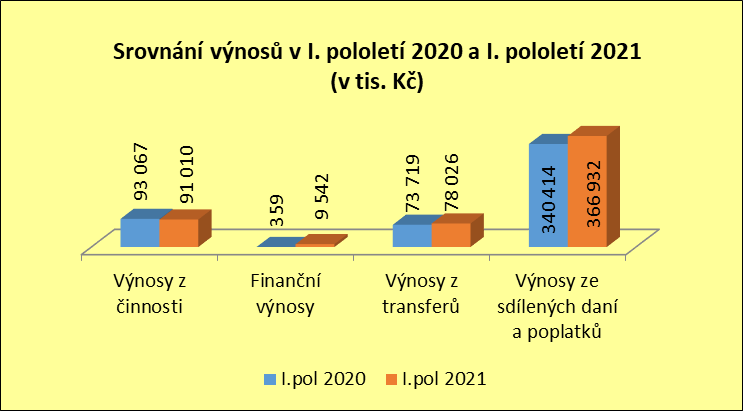 Srovnání výnosů v I. pololetí 2020 a I. pololetí 2021
(v tis. Kč)
93 067
91 010
359
9 542
73 719
78 026
340 414
366 932
Výnosy z
činnosti
Finanční
výnosy
Výnosy z
transferů
Výnosy ze
sdílených daní
a poplatků
I.pol 2020
I.pol 2021